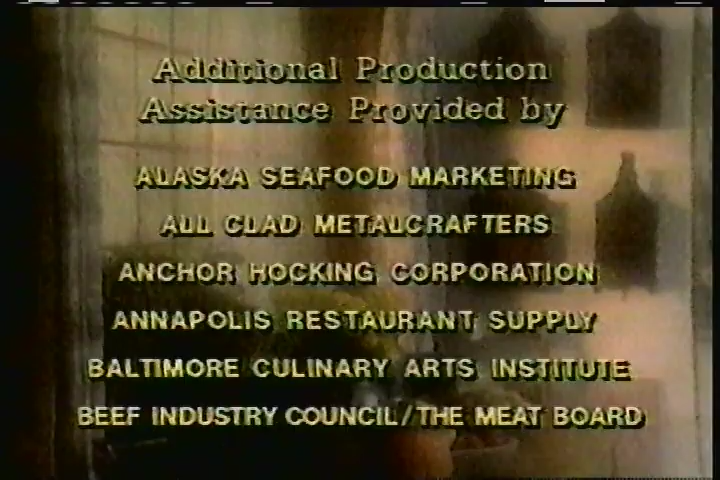 Additional Production
Assistance Provided by
ALASKA SEAFOOD MARKETING
ALL CLAD METALCRAFTERS
ANCHOR HOCKING CORPORATION
ANNAPOLIS RESTAURANT SUPPLY
BALTIMORE CULINARY ARTS INSTITUTE
BEEF INDUSTRY COUNCIL/THE MEAT BOARD